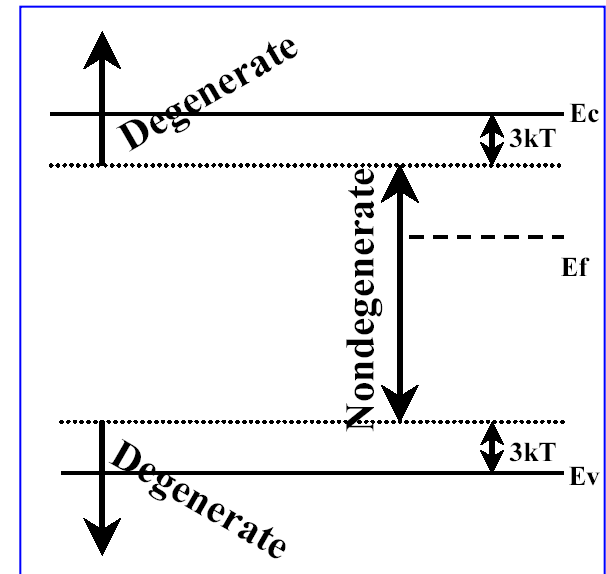 Degenerate
Ec
3kT
Nondegenerate
Ef
3kT
Degenerate
Ev